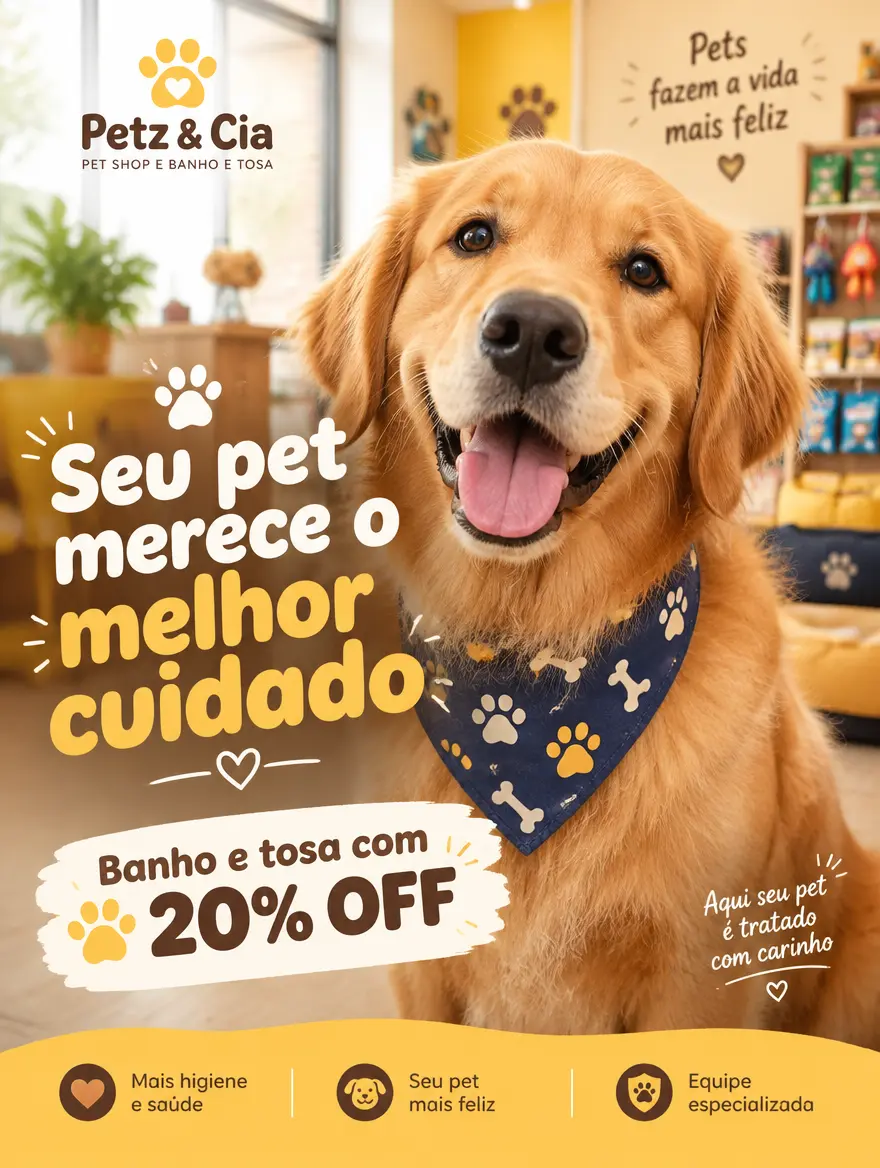 Petz & Cia
PET SHOP E BANHO E TOSA
Pets
fazem a vida
mais feliz
Seu pet
merece o
melhor
cuidado
Banho e tosa com
20% OFF
Aqui seu pet
é tratado
com carinho
Mais higiene
e saúde
Seu pet
mais feliz
Equipe
especializada